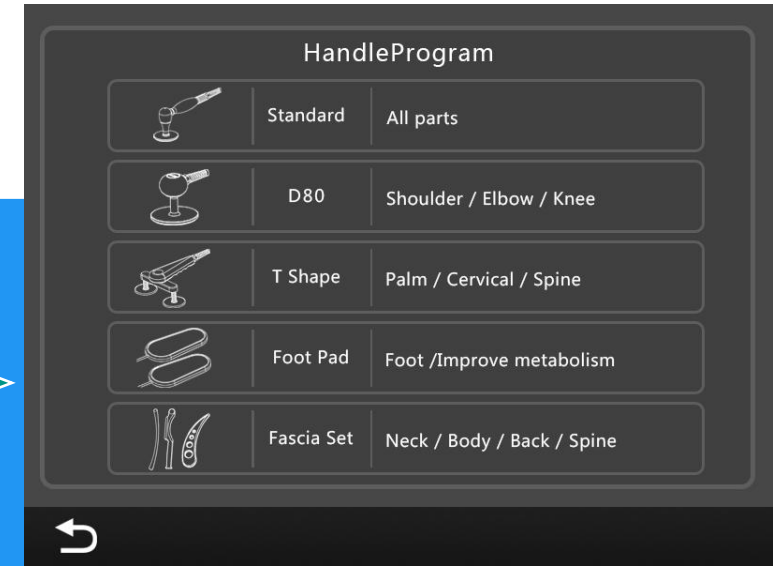 HandleProgram
Standard All parts
D80 Shoulder / Elbow / Knee
T Shape Palm / Cervical / Spine
Foot Pad Foot /Improve metabolism
Fascia Set Neck / Body / Back / Spine